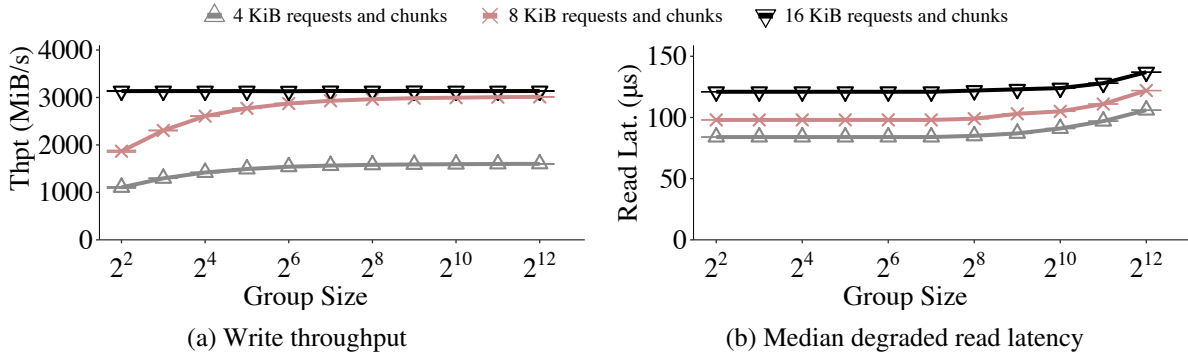 4 KiB requests and chunks 8 KiB requests and chunks 16 KiB requests and chunks
Thpt (MiB/s)
4000
3000
2000
1000
0
2^2 2^4 2^6 2^8 2^10 2^12
Group Size
(a) Write throughput
Read Lat. (µs)
150
100
50
0
2^2 2^4 2^6 2^8 2^10 2^12
Group Size
(b) Median degraded read latency